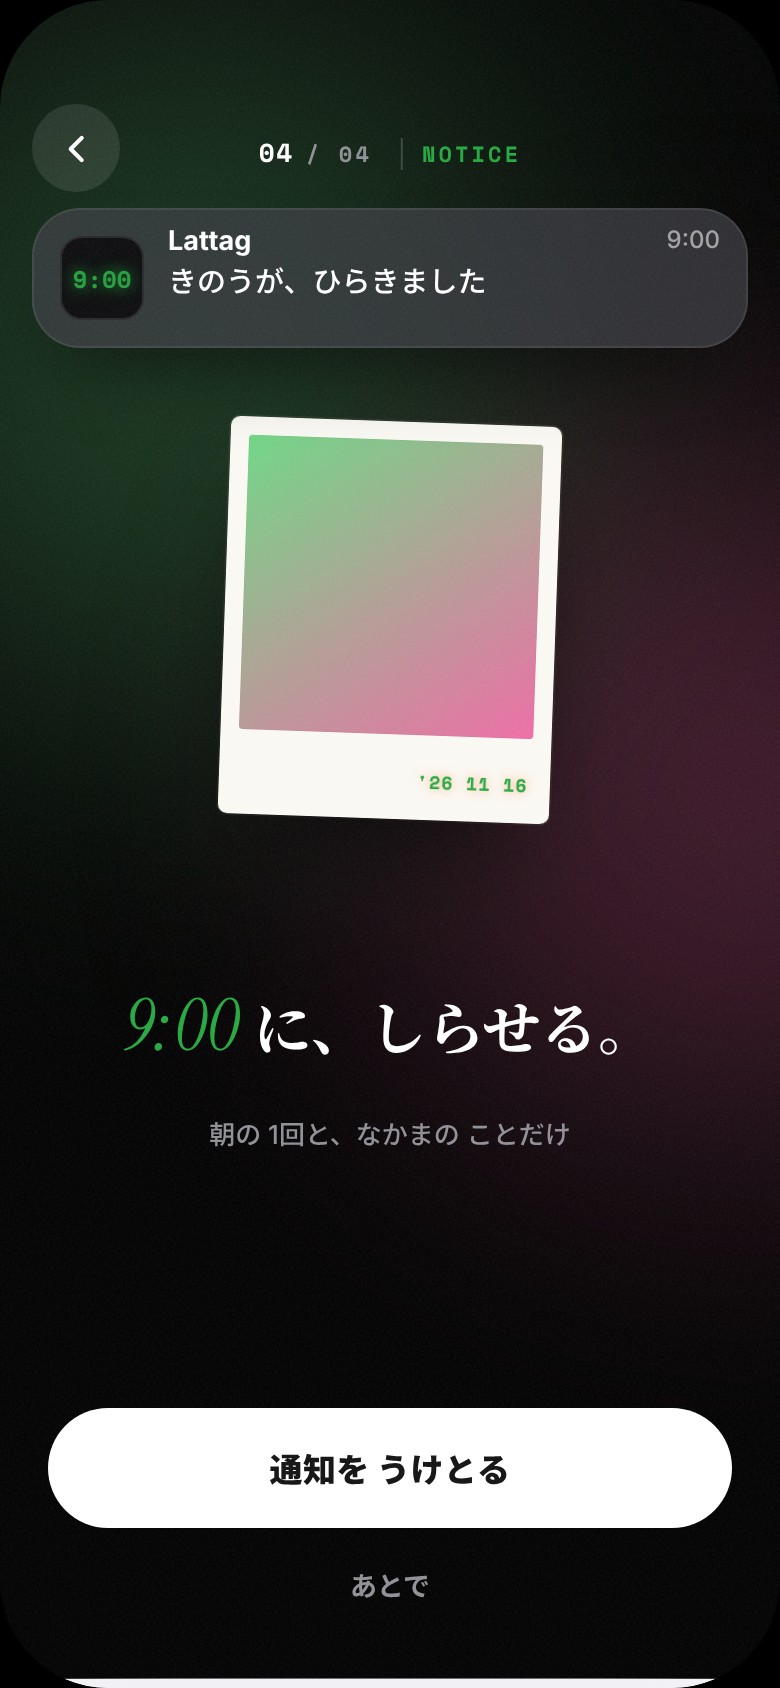 04 / 04 NOTICE
Lattag 9:00
9:00 きのうが、ひらきました
'26 11 16
9:00 に、しらせる。
朝の 1回と、なかまの ことだけ
通知を うけとる
あとで